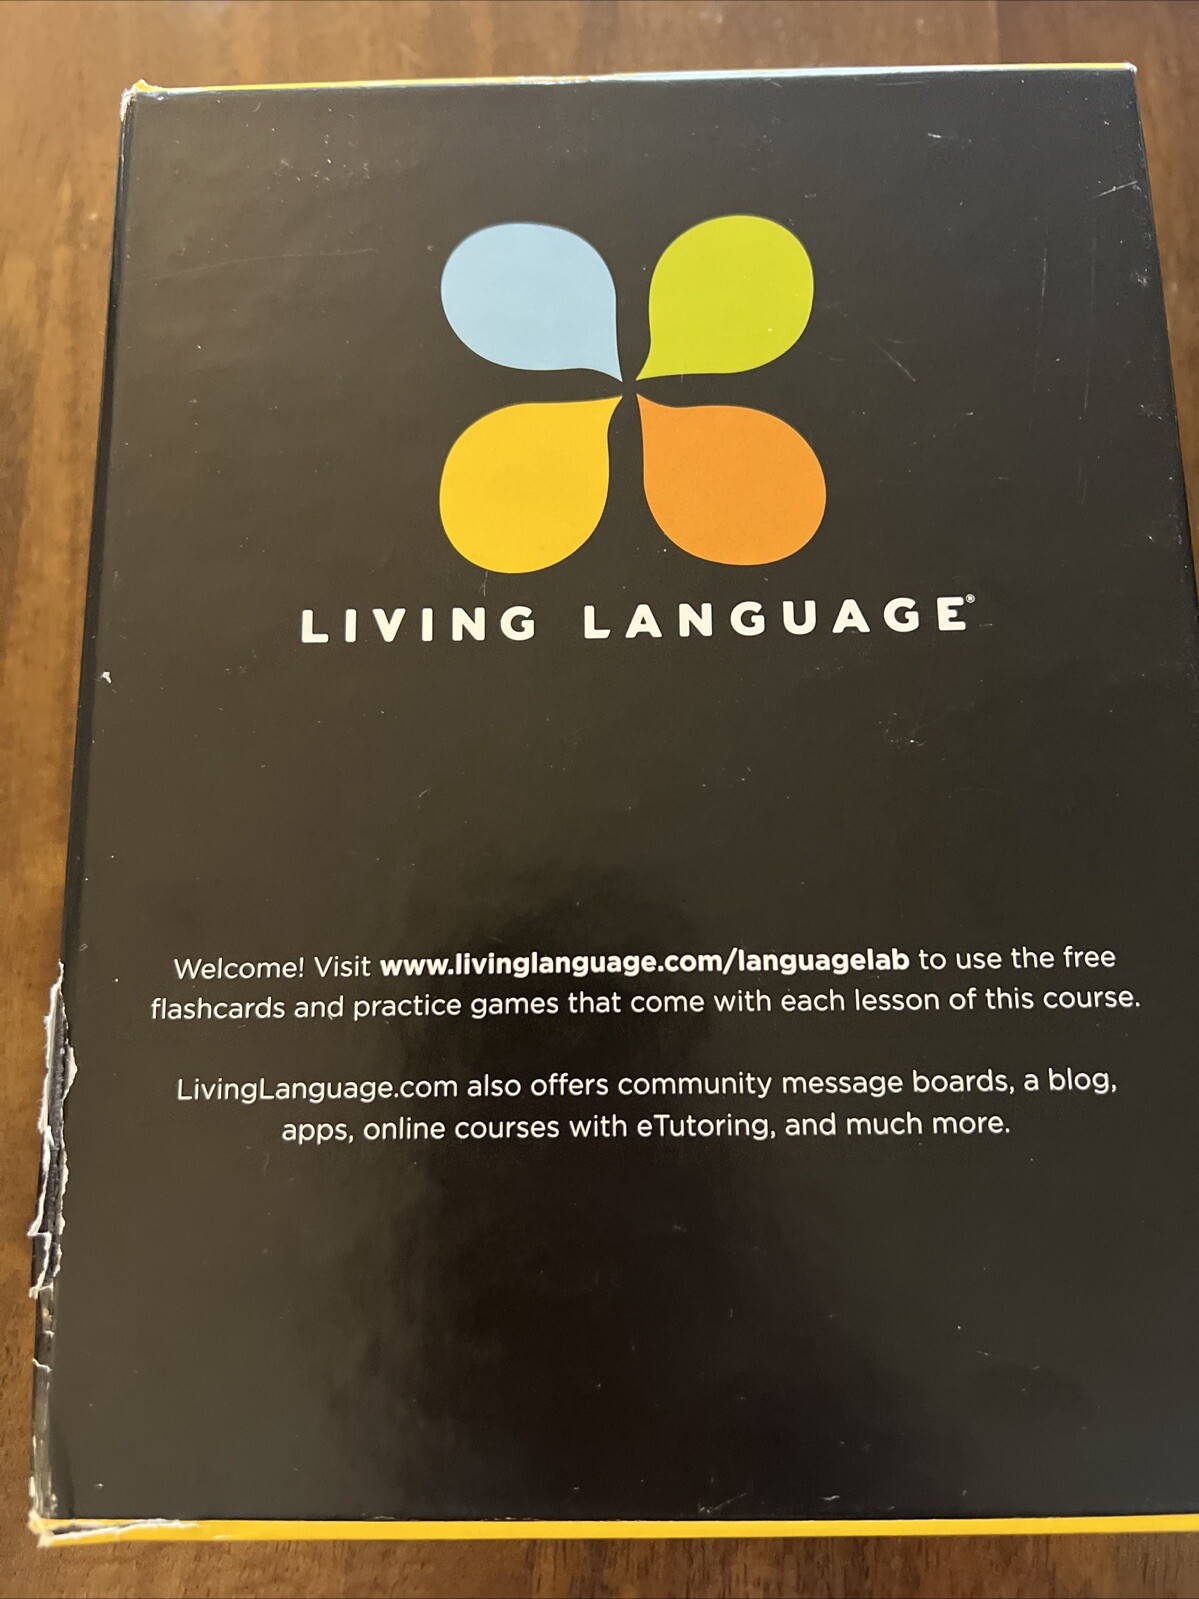 LIVING LANGUAGE®
Welcome! Visit www.livinglanguage.com/languagelab to use the free
flashcards and practice games that come with each lesson of this course.
LivingLanguage.com also offers community message boards, a blog,
apps, online courses with eTutoring, and much more.